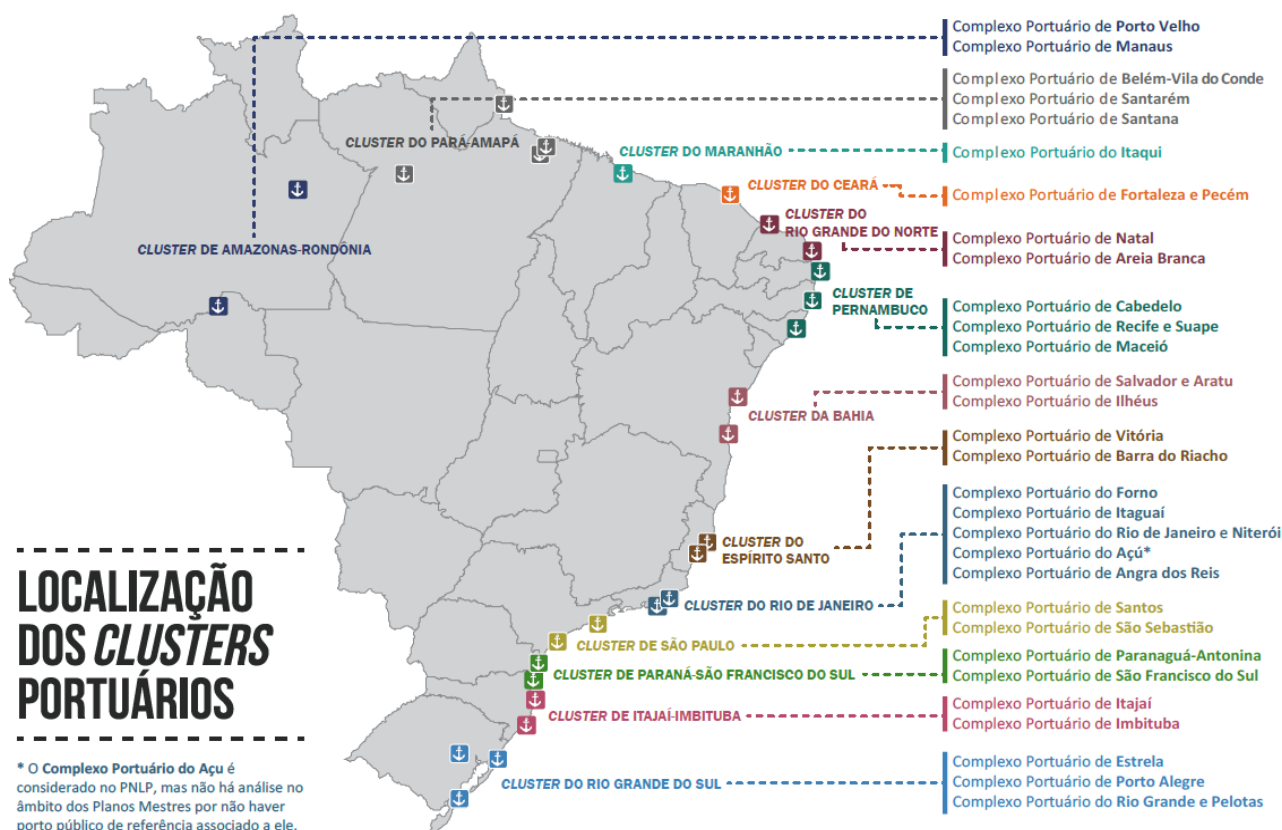 Complexo Portuário de Porto Velho
Complexo Portuário de Manaus
Complexo Portuário de Belém-Vila do Conde
Complexo Portuário de Santarém
Complexo Portuário de Santana
CLUSTER DO PARÁ-AMAPÁ
CLUSTER DO MARANHÃO
Complexo Portuário do Itaqui
CLUSTER DO CEARÁ
Complexo Portuário de Fortaleza e Pecém
CLUSTER DO
RIO GRANDE DO NORTE
Complexo Portuário de Natal
Complexo Portuário de Areia Branca
CLUSTER DE AMAZONAS-RONDÔNIA
CLUSTER DE
PERNAMBUCO
Complexo Portuário de Cabedelo
Complexo Portuário de Recife e Suape
Complexo Portuário de Maceió
CLUSTER DA BAHIA
Complexo Portuário de Salvador e Aratu
Complexo Portuário de Ilhéus
Complexo Portuário de Vitória
Complexo Portuário de Barra do Riacho
CLUSTER DO
ESPÍRITO SANTO
Complexo Portuário do Forno
Complexo Portuário de Itaguaí
Complexo Portuário do Rio de Janeiro e Niterói
Complexo Portuário do Açú*
Complexo Portuário de Angra dos Reis
CLUSTER DO RIO DE JANEIRO
Complexo Portuário de Santos
Complexo Portuário de São Sebastião
CLUSTER DE SÃO PAULO
Complexo Portuário de Paranaguá-Antonina
Complexo Portuário de São Francisco do Sul
CLUSTER DE PARANÁ-SÃO FRANCISCO DO SUL
Complexo Portuário de Itajaí
Complexo Portuário de Imbituba
CLUSTER DE ITAJAÍ-IMBITUBA
Complexo Portuário de Estrela
Complexo Portuário de Porto Alegre
Complexo Portuário do Rio Grande e Pelotas
CLUSTER DO RIO GRANDE DO SUL
LOCALIZAÇÃO
DOS CLUSTERS
PORTUÁRIOS
* O Complexo Portuário do Açu é
considerado no PNLP, mas não há análise no
âmbito dos Planos Mestres por não haver
porto público de referência associado a ele.